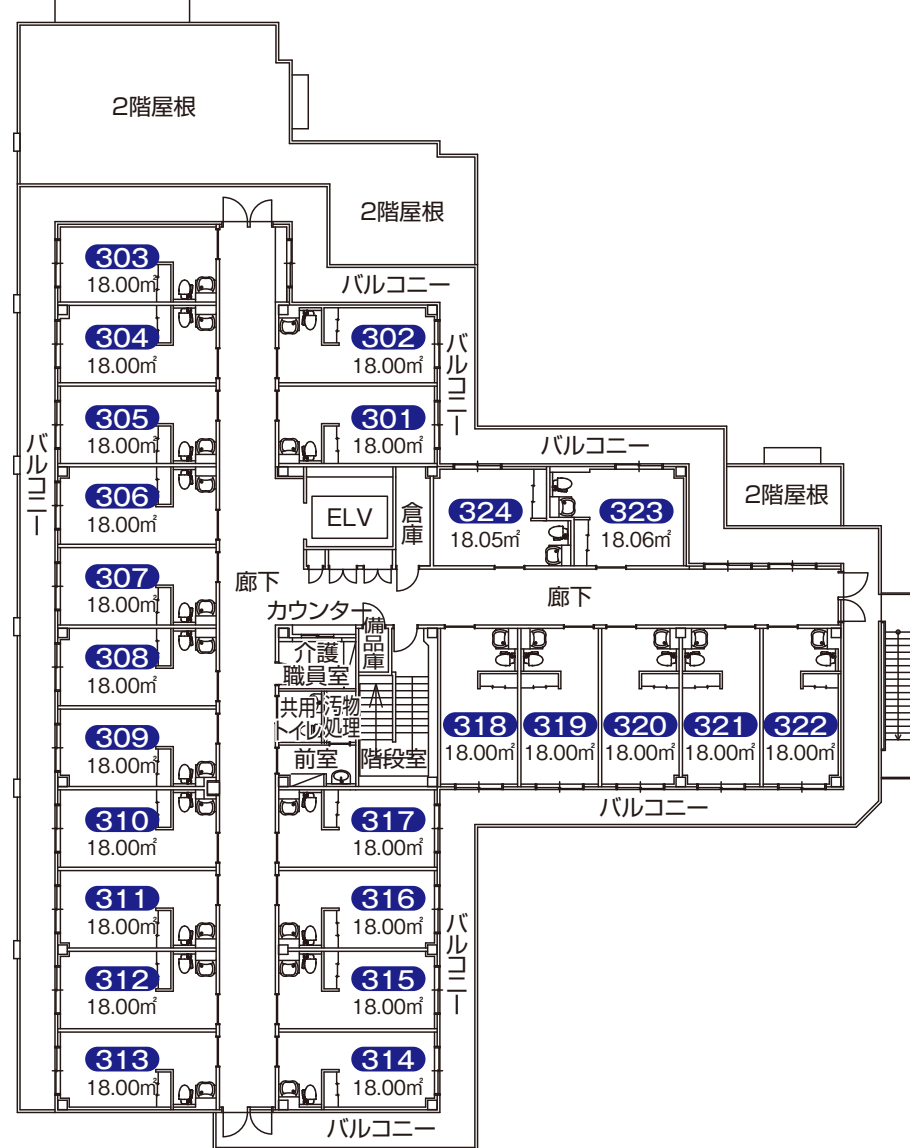 2階屋根
2階屋根
バルコニー
303
18.00㎡
304
18.00㎡
302
18.00㎡
バルコニー
305
18.00㎡
301
18.00㎡
バルコニー
バルコニー
306
18.00㎡
ELV
倉庫
324
18.05㎡
323
18.06㎡
2階屋根
307
18.00㎡
廊下
廊下
カウンター
備品庫
308
18.00㎡
介護
職員室
309
18.00㎡
共用
トイレ
汚物
処理
前室
階段室
318
18.00㎡
319
18.00㎡
320
18.00㎡
321
18.00㎡
322
18.00㎡
バルコニー
310
18.00㎡
317
18.00㎡
311
18.00㎡
316
18.00㎡
バルコニー
312
18.00㎡
315
18.00㎡
313
18.00㎡
314
18.00㎡
バルコニー